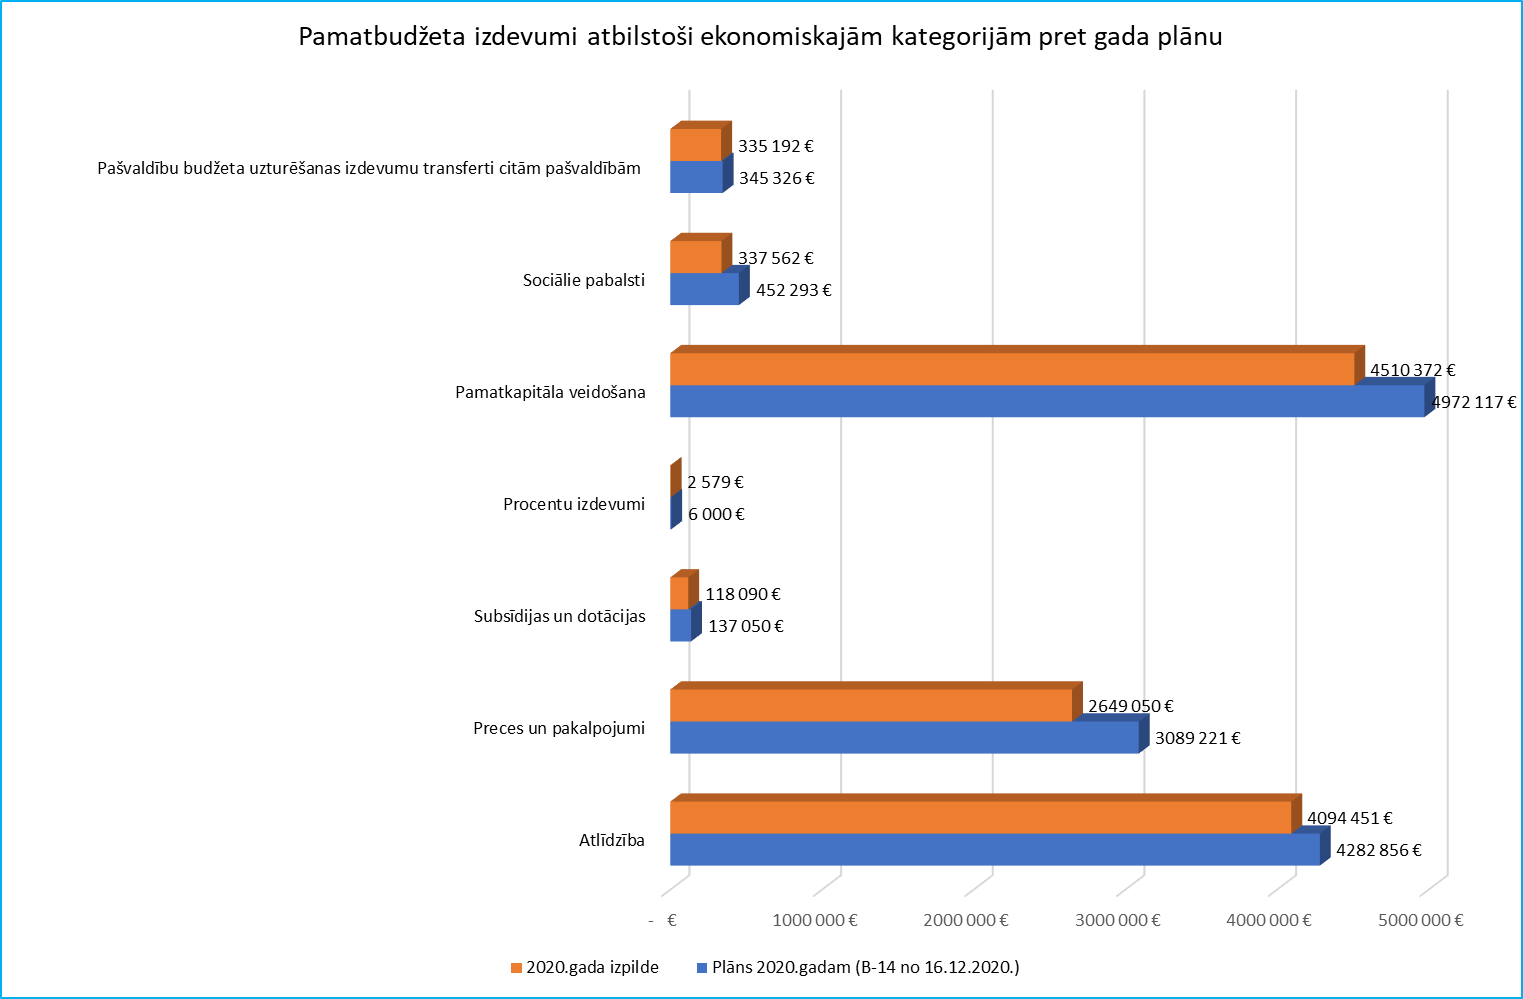 Pamatbudžeta izdevumi atbilstoši ekonomiskajām kategorijām pret gada plānu
Pašvaldību budžeta uzturēšanas izdevumu transferti citām pašvaldībām
335 192 €
345 326 €
Sociālie pabalsti
337 562 €
452 293 €
Pamatkapitāla veidošana
4510 372 €
4972 117 €
Procentu izdevumi
2 579 €
6 000 €
Subsīdijas un dotācijas
118 090 €
137 050 €
Preces un pakalpojumi
2649 050 €
3089 221 €
Atlīdzība
4094 451 €
4282 856 €
- € 1000 000 € 2000 000 € 3000 000 € 4000 000 € 5000 000 €
2020.gada izpilde Plāns 2020.gadam (B-14 no 16.12.2020.)